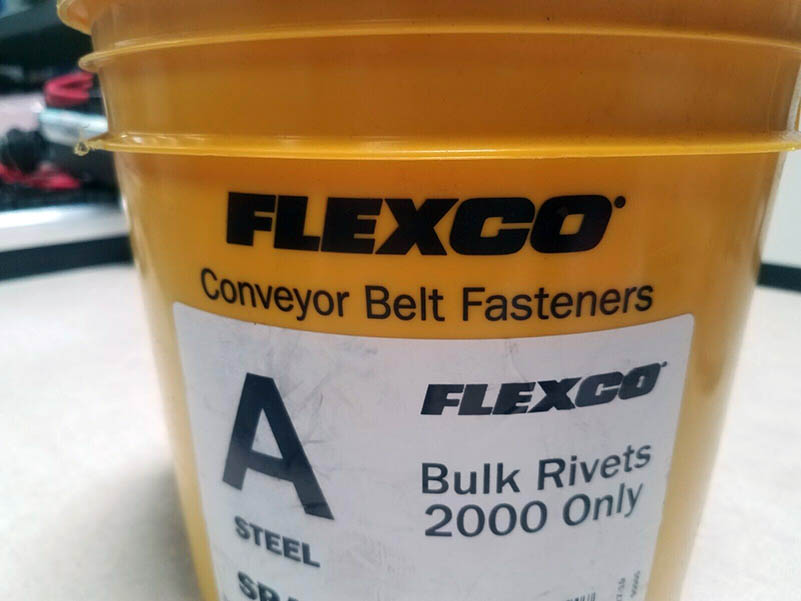 FLEXCO
Conveyor Belt Fasteners
A
STEEL
FLEXCO
Bulk Rivets
2000 Only